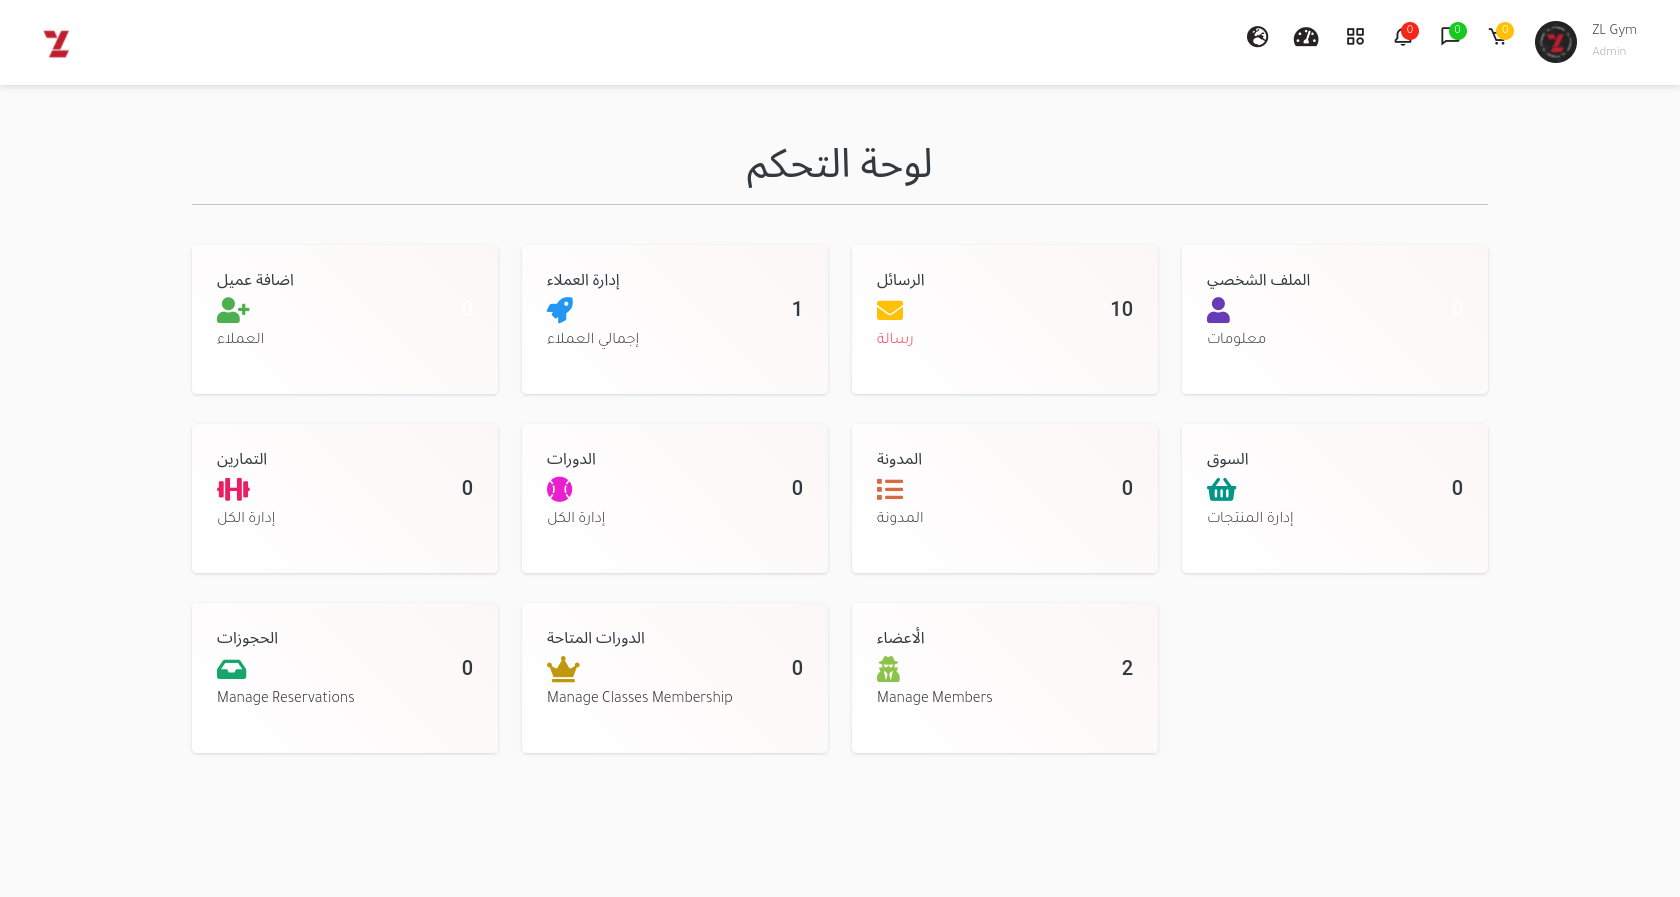 0
0
0
ZL Gym
Admin
لوحة التحكم
اضافة عميل
0
العملاء
إدارة العملاء
1
إجمالي العملاء
الرسائل
10
رسالة
الملف الشخصي
0
معلومات
التمارين
0
إدارة الكل
الدورات
0
إدارة الكل
المدونة
0
المدونة
السوق
0
إدارة المنتجات
الحجوزات
0
Manage Reservations
الدورات المتاحة
0
Manage Classes Membership
الأعضاء
2
Manage Members